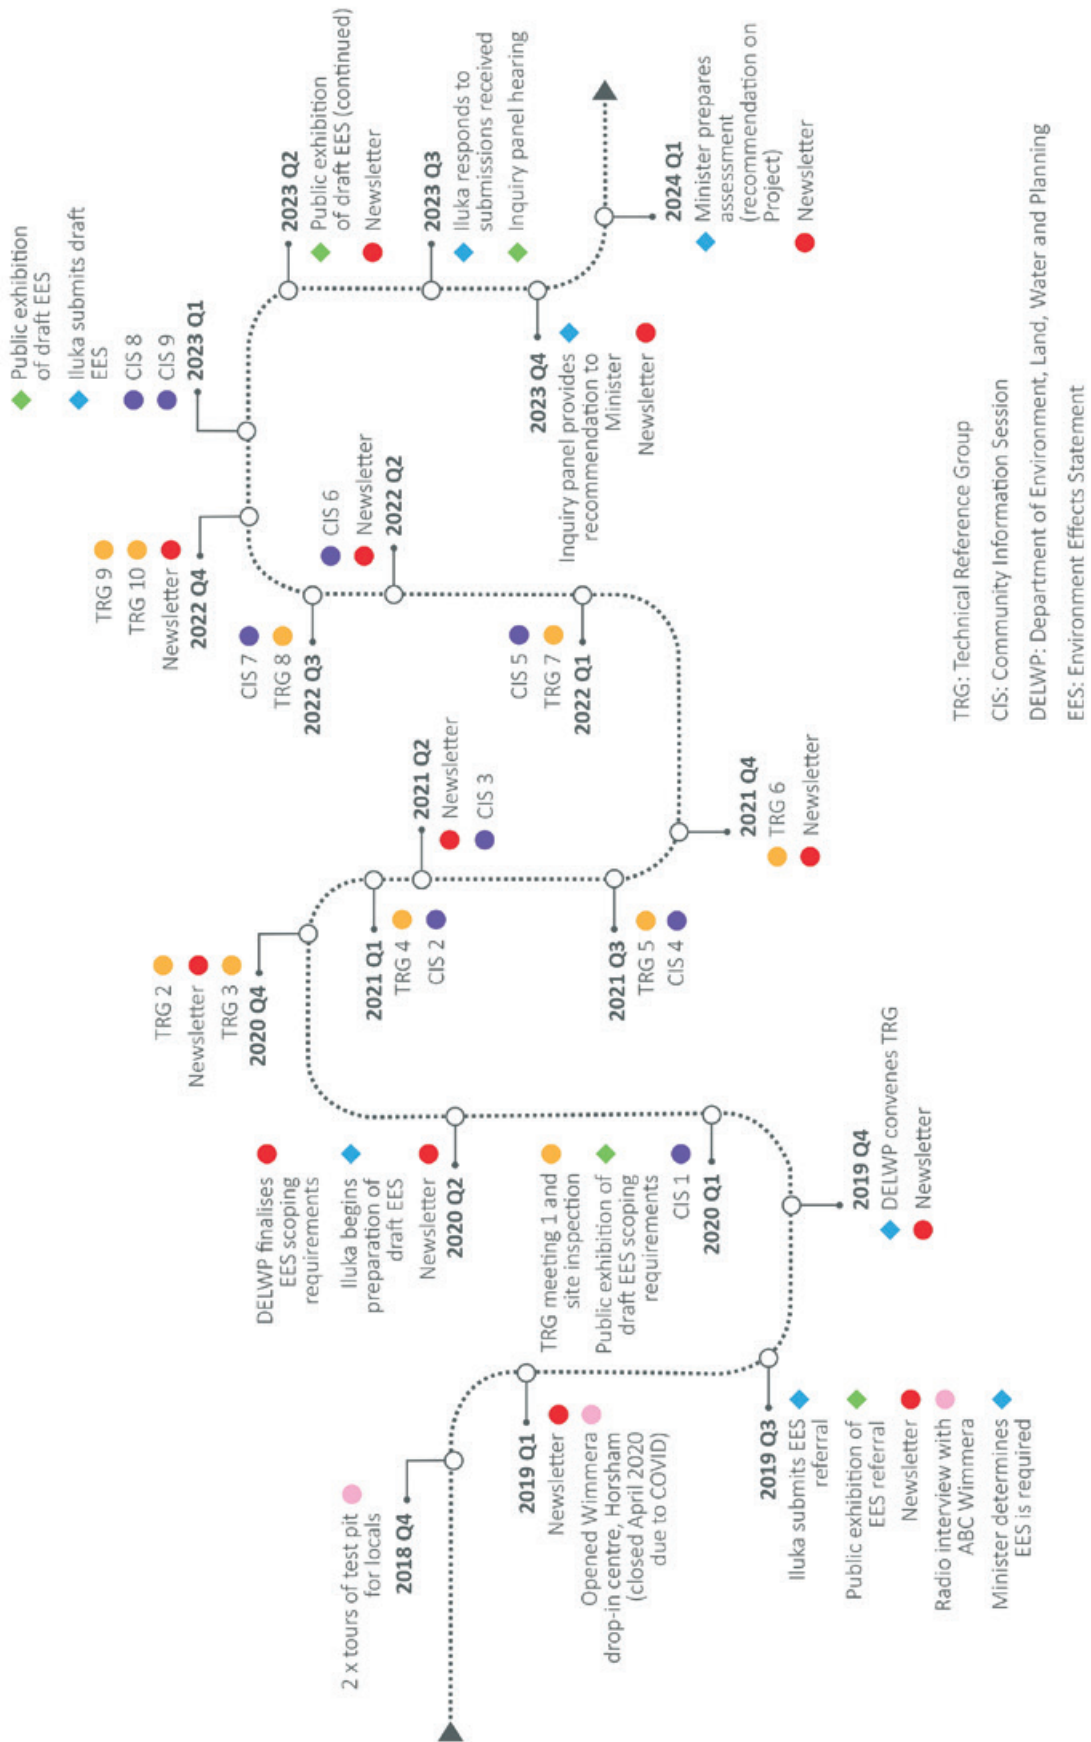 2 x tours of test pit
for locals
2018 Q4
2019 Q1
Newsletter
Opened Wimmera
drop-in centre, Horsham
(closed April 2020
due to COVID)
2019 Q3
Iluka submits EES
referral
Public exhibition of
EES referral
Newsletter
Radio interview with
ABC Wimmera
Minister determines
EES is required
2019 Q4
DELWP convenes TRG
Newsletter
TRG meeting 1 and
site inspection
Public exhibition of
draft EES scoping
requirements
CIS 1
2020 Q1
DELWP finalises
EES scoping
requirements
Iluka begins
preparation of
draft EES
Newsletter
2020 Q2
TRG 2
Newsletter
TRG 3
2020 Q4
2021 Q1
TRG 4
CIS 2
2021 Q2
Newsletter
CIS 3
2021 Q3
TRG 5
CIS 4
2021 Q4
TRG 6
Newsletter
CIS 5
TRG 7
2022 Q1
CIS 6
Newsletter
2022 Q2
CIS 7
TRG 8
2022 Q3
TRG 9
TRG 10
Newsletter
2022 Q4
Public exhibition
of draft EES
Iluka submits draft
EES
CIS 8
CIS 9
2023 Q1
2023 Q2
Public exhibition
of draft EES (continued)
Newsletter
2023 Q3
Iluka responds to
submissions received
Inquiry panel hearing
2023 Q4
Inquiry panel provides
recommendation to
Minister
Newsletter
2024 Q1
Minister prepares
assessment
(recommendation on
Project)
Newsletter
TRG: Technical Reference Group
CIS: Community Information Session
DELWP: Department of Environment, Land, Water and Planning
EES: Environment Effects Statement